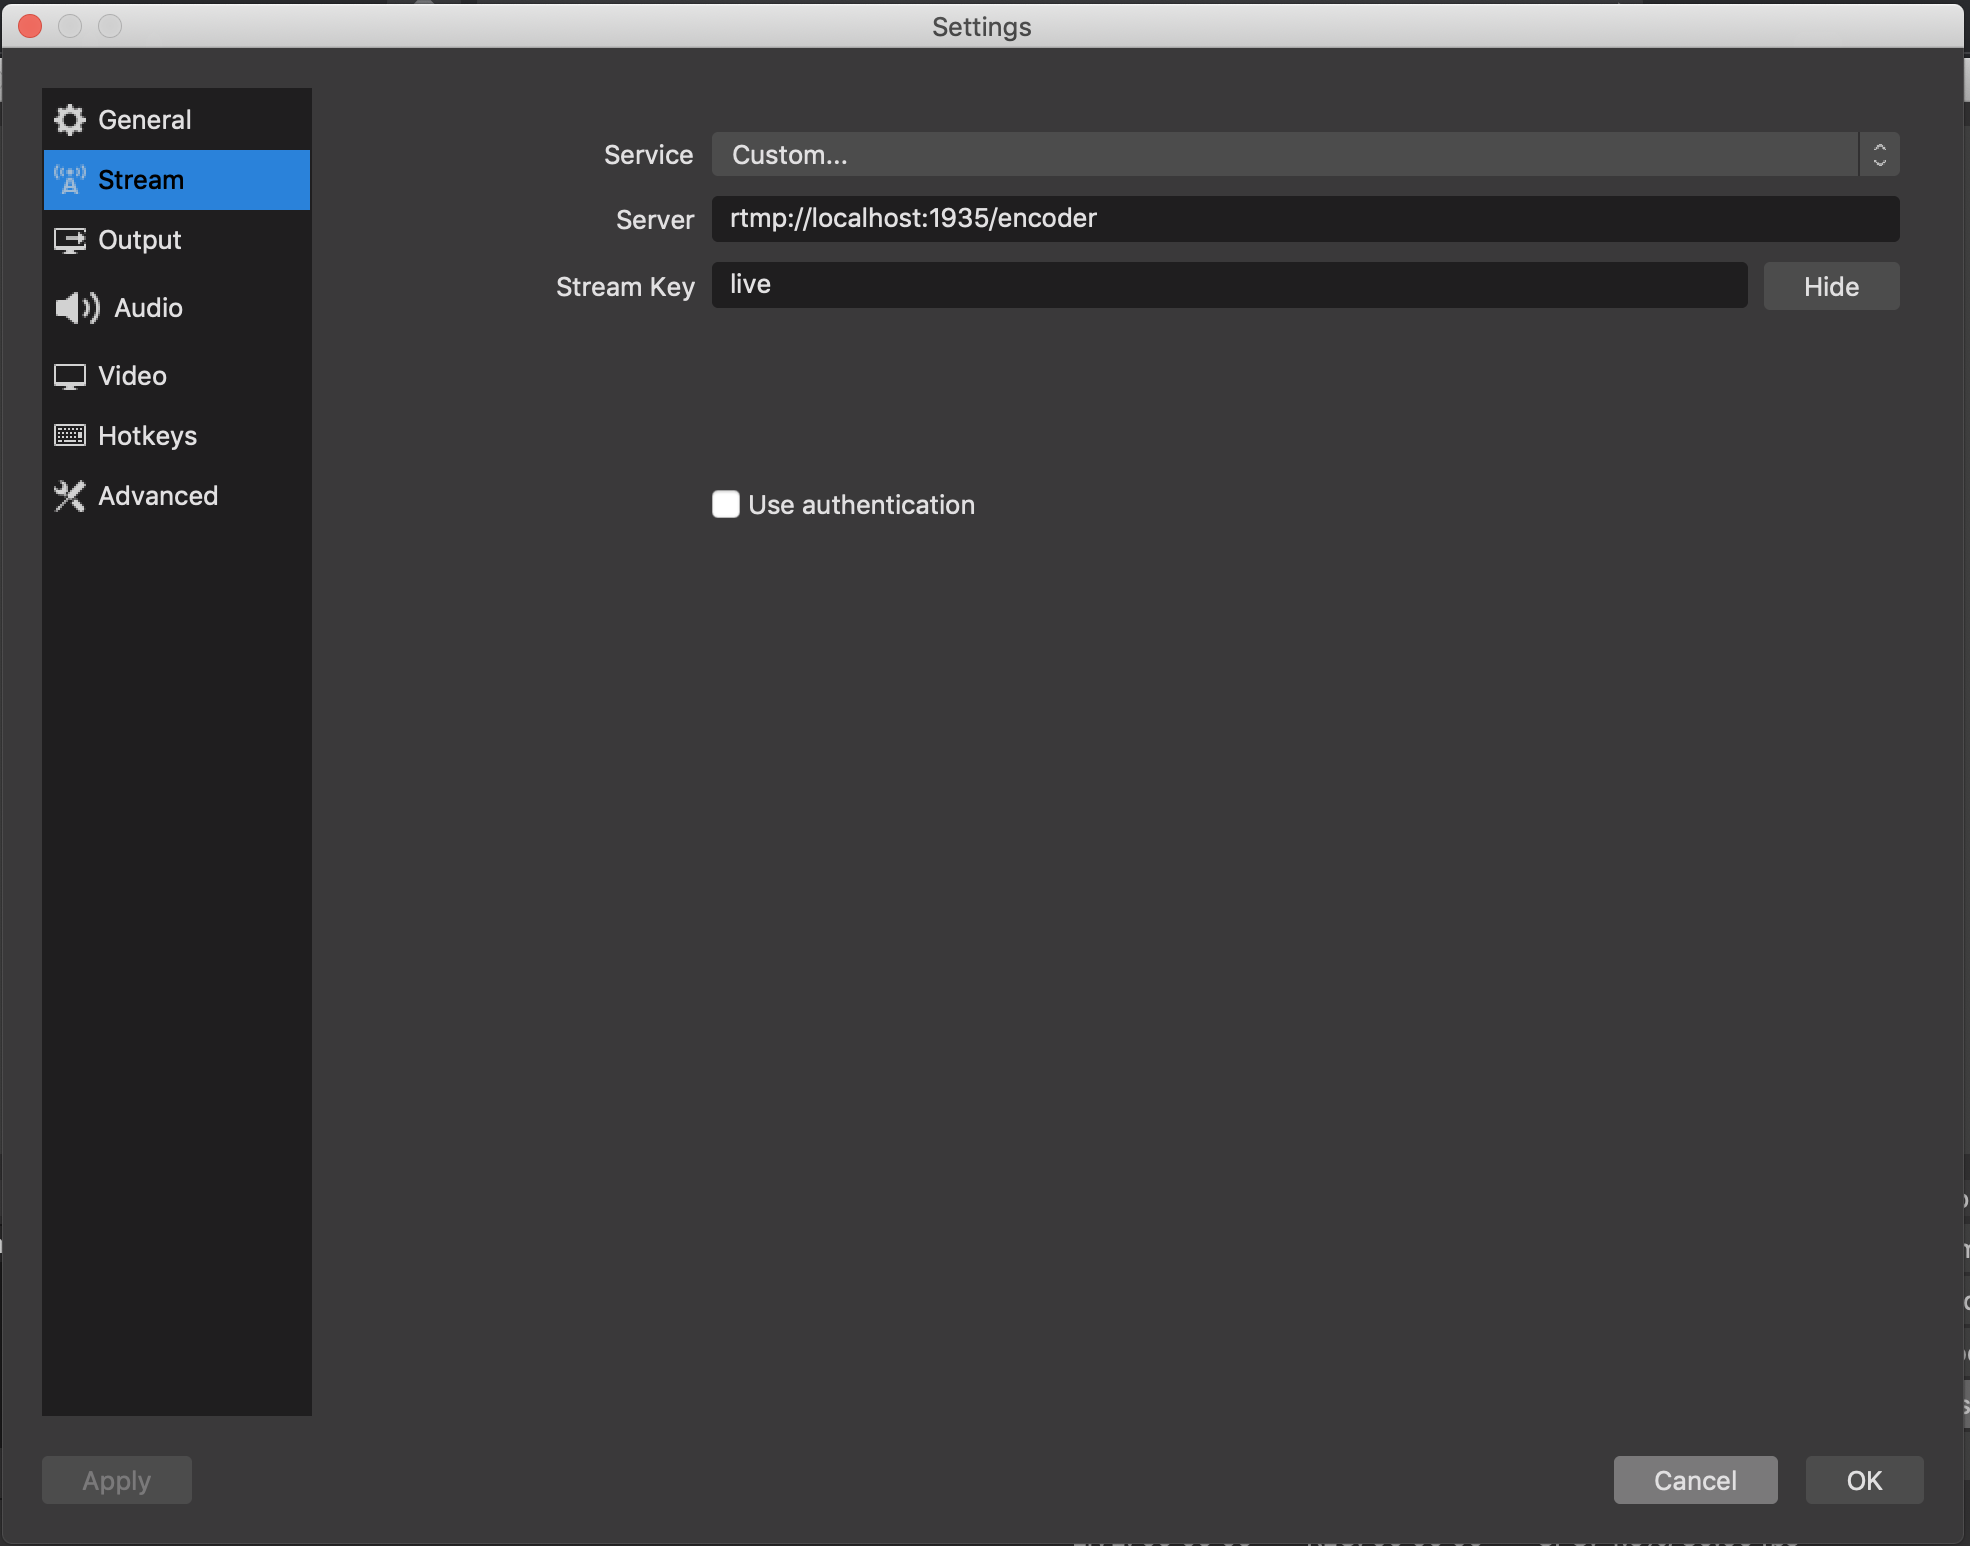 Settings
General
Stream
Output
Audio
Video
Hotkeys
Advanced
Service Custom...
Server rtmp://localhost:1935/encoder
Stream Key live Hide
Use authentication
Apply Cancel OK